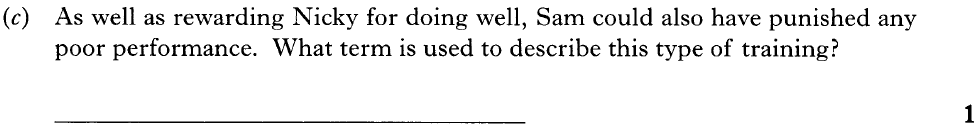 (c) As well as rewarding Nicky for doing well, Sam could also have punished any
poor performance. What term is used to describe this type of training?
1